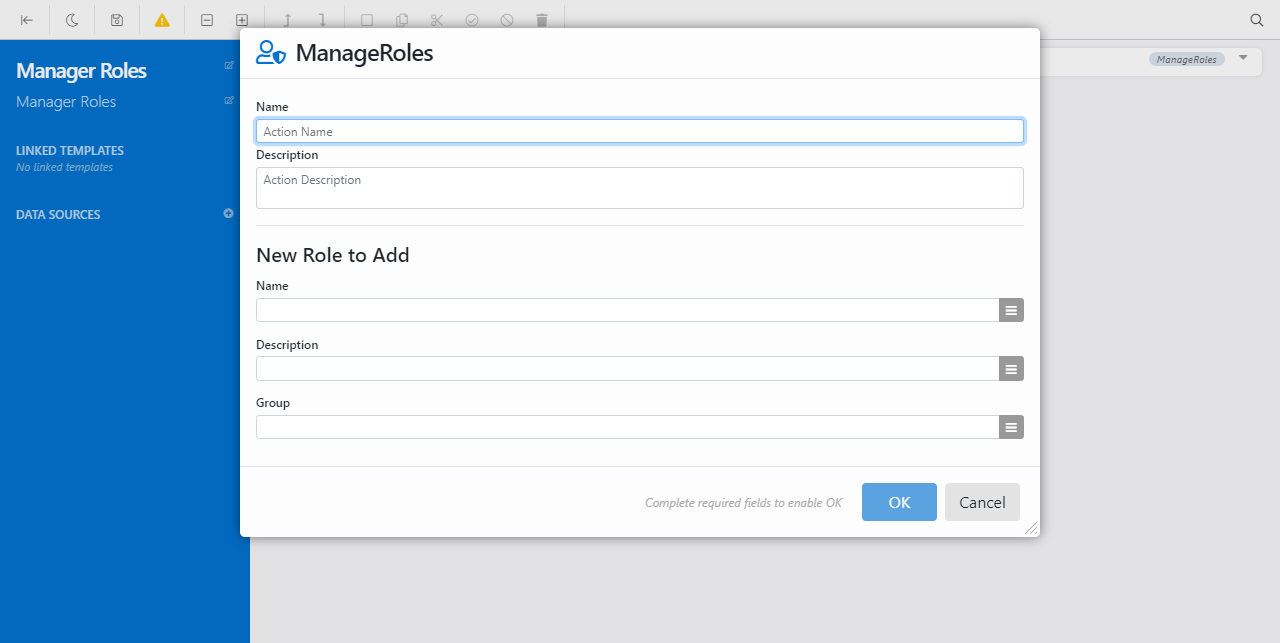 ManageRoles
Manager Roles
Manager Roles
LINKED TEMPLATES
No linked templates
DATA SOURCES
ManageRoles
Name
Action Name
Description
Action Description
New Role to Add
Name
Description
Group
Complete required fields to enable OK
OK
Cancel